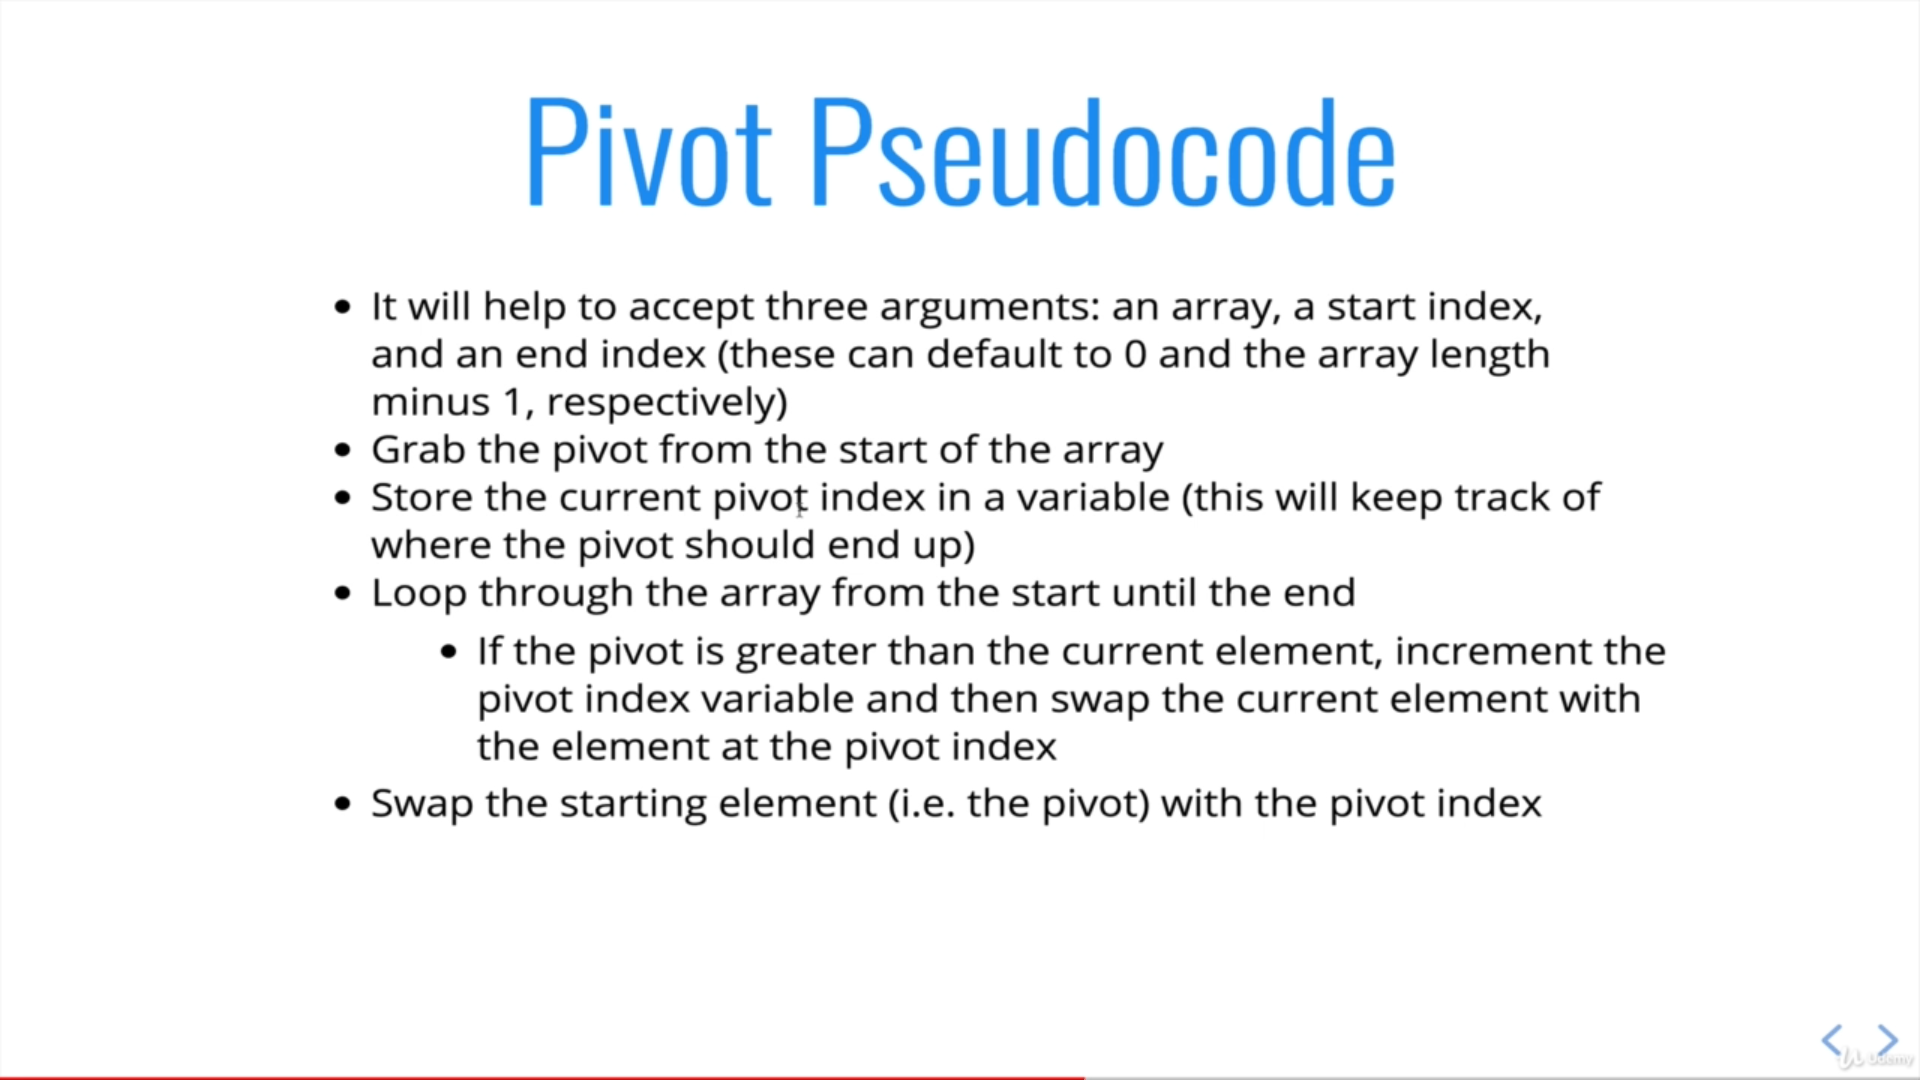 Pivot Pseudocode
• It will help to accept three arguments: an array, a start index,
and an end index (these can default to 0 and the array length
minus 1, respectively)
• Grab the pivot from the start of the array
• Store the current pivot index in a variable (this will keep track of
where the pivot should end up)
• Loop through the array from the start until the end
• If the pivot is greater than the current element, increment the
pivot index variable and then swap the current element with
the element at the pivot index
• Swap the starting element (i.e. the pivot) with the pivot index
Udemy